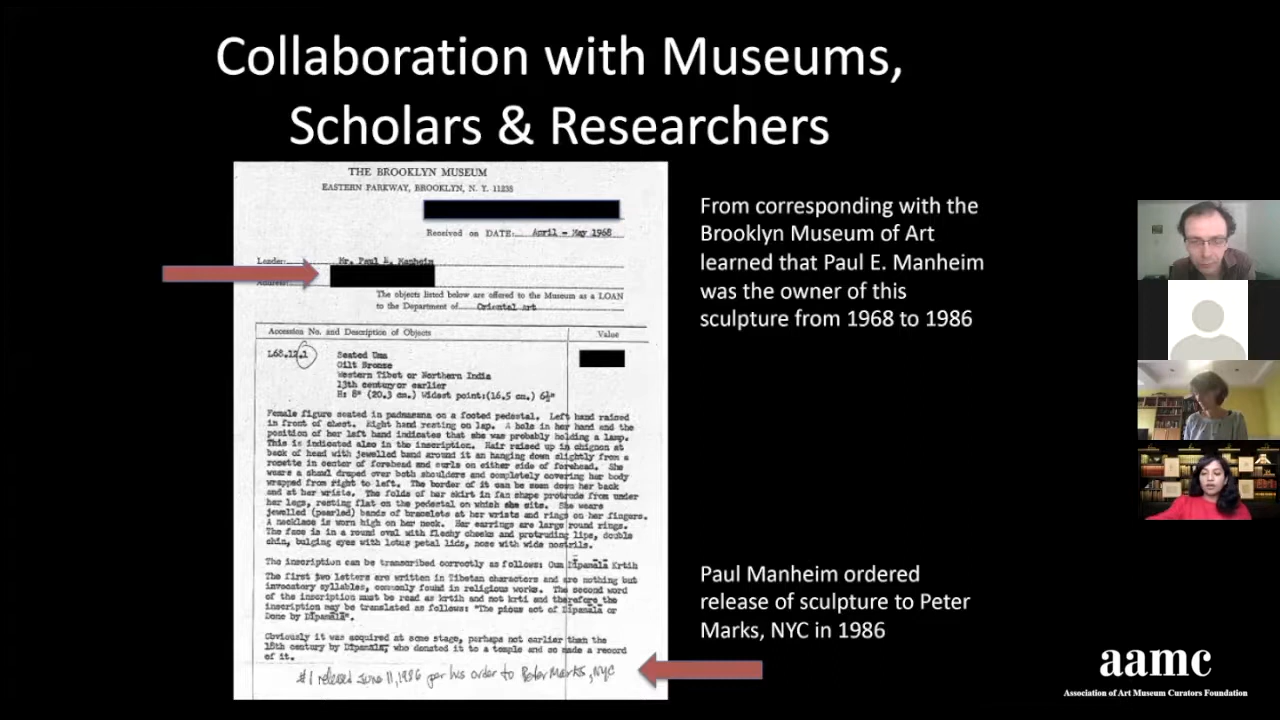 Collaboration with Museums,
Scholars & Researchers
THE BROOKLYN MUSEUM
EASTERN PARKWAY, BROOKLYN, N. Y. 11238
Received on DATE: April - May 1968
Lender: Mr. Paul E. Manheim
Address:
The objects listed below are offered to the Museum as a LOAN
to the Department of Oriental Art
Accession No. and Description of Objects Value
L68.12.1 Seated Uma
Gilt Bronze
Western Tibet or Northern India
13th century or earlier
H: 8" (20.3 cm.) Widest point:(16.5 cm.) 6½"
Female figure seated in padmasana on a footed pedestal. Left hand raised
in front of chest. Right hand resting on lap. A hole in her hand and the
position of her left hand indicates that she was probably holding a lamp.
This is indicated also in the inscription. Hair raised up in chignon at
back of head with jewelled band around it an hanging down slightly from a
rosette in center of forehead and curls on either side of forehead. She
wears a shawl draped over both shoulders and completely covering her body
wrapped from right to left. The border of it can be seen down her back
and at her wrists. The folds of her skirt in fan shape protrude from under
her legs, resting flat on the pedestal on which she sits. She wears
jewelled (pearled) bands of bracelets at her wrists and rings on her fingers.
A necklace is worn high on her neck. Her earrings are large round rings.
The face is in a round oval with fleshy cheeks and protruding lips, double
chin, bulging eyes with lotus petal lids, nose with wide nostrils.
The inscription can be transcribed correctly as follows: Oum Dīpamālā Krtih
The first two letters are written in Tibetan characters and are nothing but
invocatory syllables, commonly found in religious works. The second word
of the inscription must be read as krtih and not krti and therefore the
inscription may be translated as follows: "The pious act of Dīpamālā or
Done by Dīpamālā".
Obviously it was acquired at some stage, perhaps not earlier than the
18th century by Dīpamālā, who donated it to a temple and so made a record
of it.
#1 released June 11, 1986 per his order to Peter Marks, NYC
From corresponding with the
Brooklyn Museum of Art
learned that Paul E. Manheim
was the owner of this
sculpture from 1968 to 1986
Paul Manheim ordered
release of sculpture to Peter
Marks, NYC in 1986
aamc
Association of Art Museum Curators Foundation